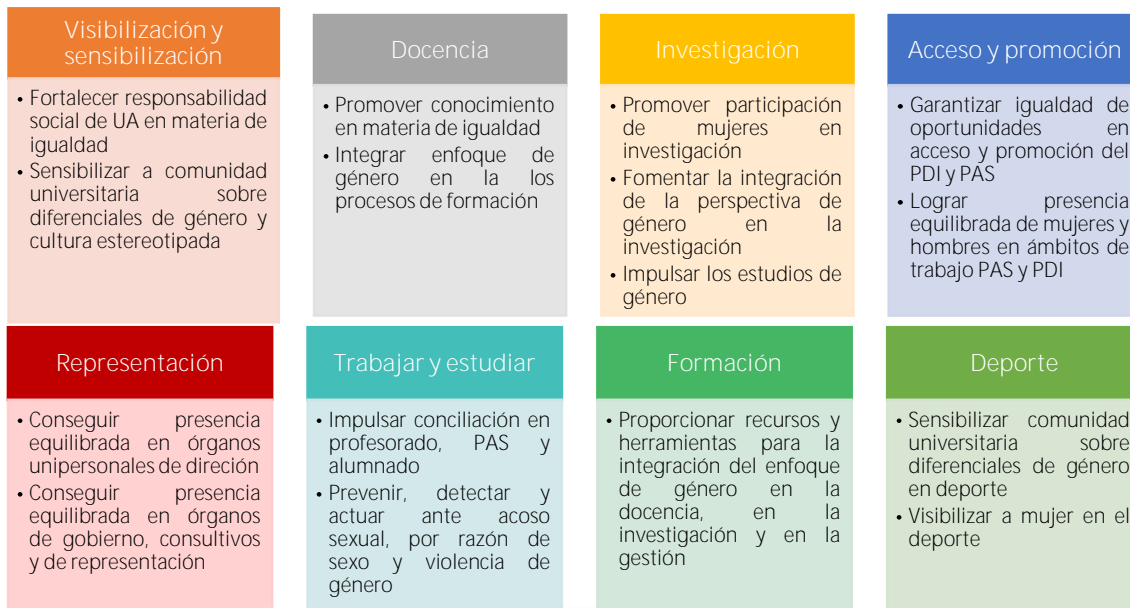 Visibilización y
sensibilización
• Fortalecer responsabilidad
social de UA en materia de
igualdad
• Sensibilizar a comunidad
universitaria sobre
diferenciales de género y
cultura estereotipada
Docencia
• Promover conocimiento
en materia de igualdad
• Integrar enfoque de
género en la los
procesos de formación
Investigación
• Promover participación
de mujeres en
investigación
• Fomentar la integración
de la perspectiva de
género en la
investigación
• Impulsar los estudios de
género
Acceso y promoción
• Garantizar igualdad de
oportunidades en
acceso y promoción del
PDI y PAS
• Lograr presencia
equilibrada de mujeres y
hombres en ámbitos de
trabajo PAS y PDI
Representación
• Conseguir presencia
equilibrada en órganos
unipersonales de direción
• Conseguir presencia
equilibrada en órganos
de gobierno, consultivos
y de representación
Trabajar y estudiar
• Impulsar conciliación en
profesorado, PAS y
alumnado
• Prevenir, detectar y
actuar ante acoso
sexual, por razón de
sexo y violencia de
género
Formación
• Proporcionar recursos y
herramientas para la
integración del enfoque
de género en la
docencia, en la
investigación y en la
gestión
Deporte
• Sensibilizar comunidad
universitaria sobre
diferenciales de género
en deporte
• Visibilizar a mujer en el
deporte